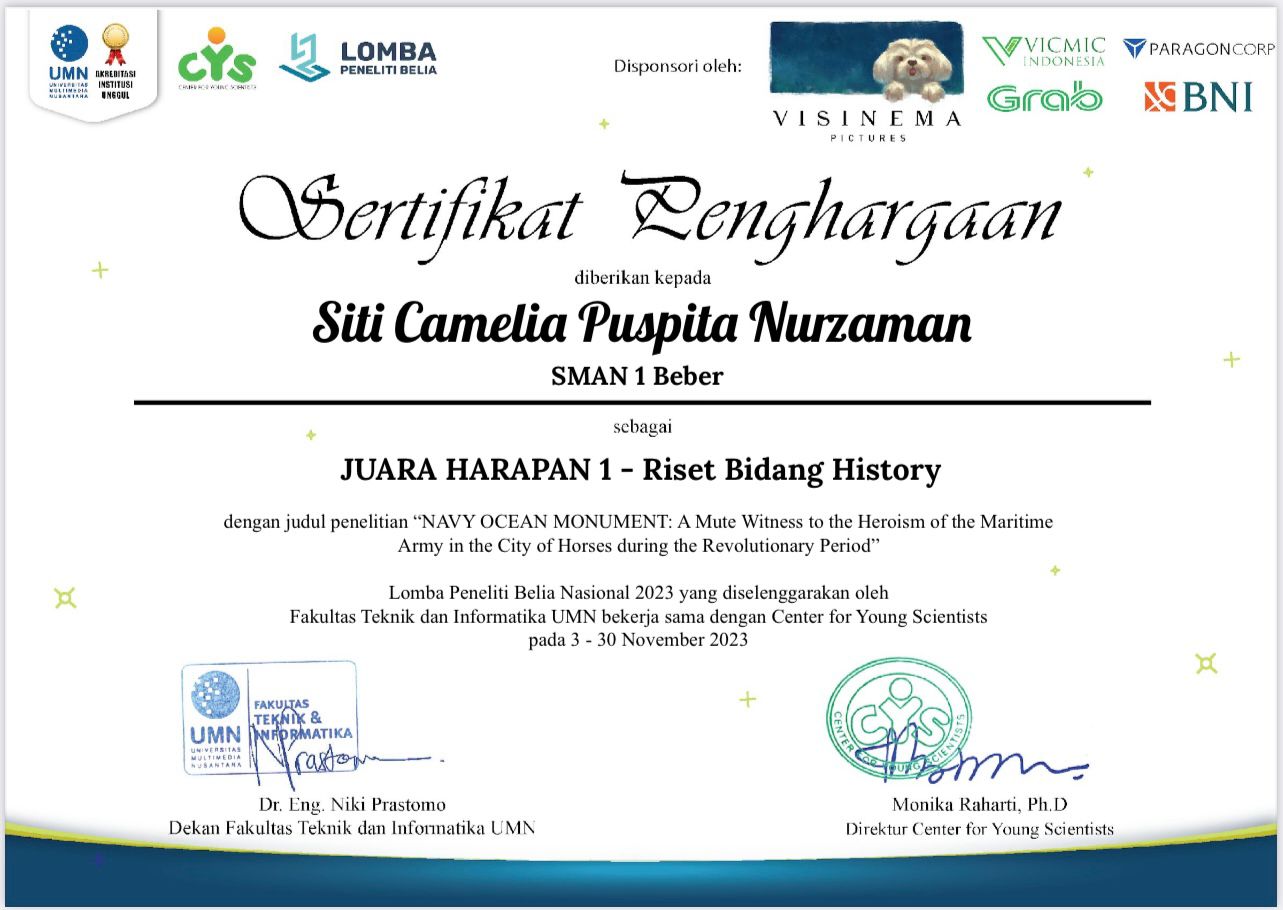 UMN
UNIVERSITAS
MULTIMEDIA
NUSANTARA
AKREDITASI
INSTITUSI
UNGGUL
CYS
CENTER FOR YOUNG SCIENTISTS
LOMBA
PENELITI BELIA
Disponsori oleh:
VISINEMA
PICTURES
VICMIC
INDONESIA
PARAGONCORP
Grab
BNI
Sertifikat Penghargaan
diberikan kepada
Siti Camelia Puspita Nurzaman
SMAN 1 Beber
sebagai
JUARA HARAPAN 1 - Riset Bidang History
dengan judul penelitian “NAVY OCEAN MONUMENT: A Mute Witness to the Heroism of the Maritime
Army in the City of Horses during the Revolutionary Period”
Lomba Peneliti Belia Nasional 2023 yang diselenggarakan oleh
Fakultas Teknik dan Informatika UMN bekerja sama dengan Center for Young Scientists
pada 3 - 30 November 2023
UMN
UNIVERSITAS
MULTIMEDIA
NUSANTARA
FAKULTAS
TEKNIK &
INFORMATIKA
CYS
CENTER FOR YOUNG SCIENTISTS
Dr. Eng. Niki Prastomo
Dekan Fakultas Teknik dan Informatika UMN
Monika Raharti, Ph.D
Direktur Center for Young Scientists